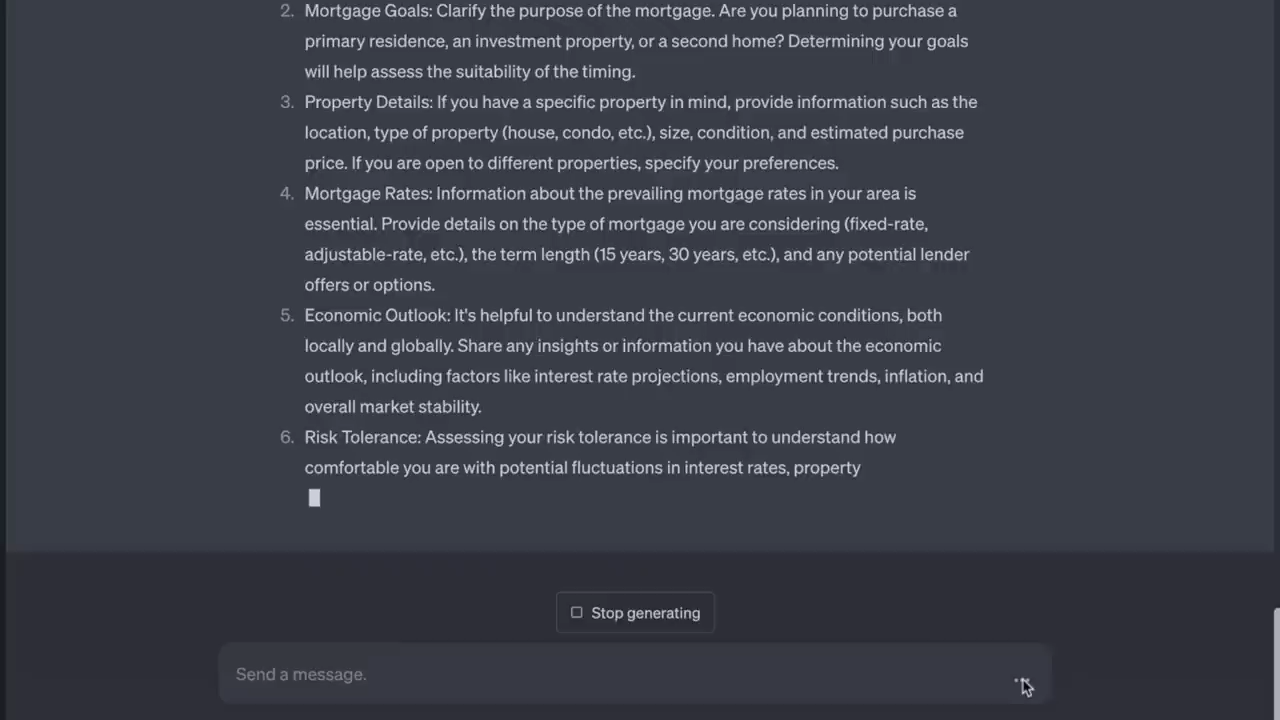 2. Mortgage Goals: Clarify the purpose of the mortgage. Are you planning to purchase a
primary residence, an investment property, or a second home? Determining your goals
will help assess the suitability of the timing.
3. Property Details: If you have a specific property in mind, provide information such as the
location, type of property (house, condo, etc.), size, condition, and estimated purchase
price. If you are open to different properties, specify your preferences.
4. Mortgage Rates: Information about the prevailing mortgage rates in your area is
essential. Provide details on the type of mortgage you are considering (fixed-rate,
adjustable-rate, etc.), the term length (15 years, 30 years, etc.), and any potential lender
offers or options.
5. Economic Outlook: It's helpful to understand the current economic conditions, both
locally and globally. Share any insights or information you have about the economic
outlook, including factors like interest rate projections, employment trends, inflation, and
overall market stability.
6. Risk Tolerance: Assessing your risk tolerance is important to understand how
comfortable you are with potential fluctuations in interest rates, property
Stop generating
Send a message.